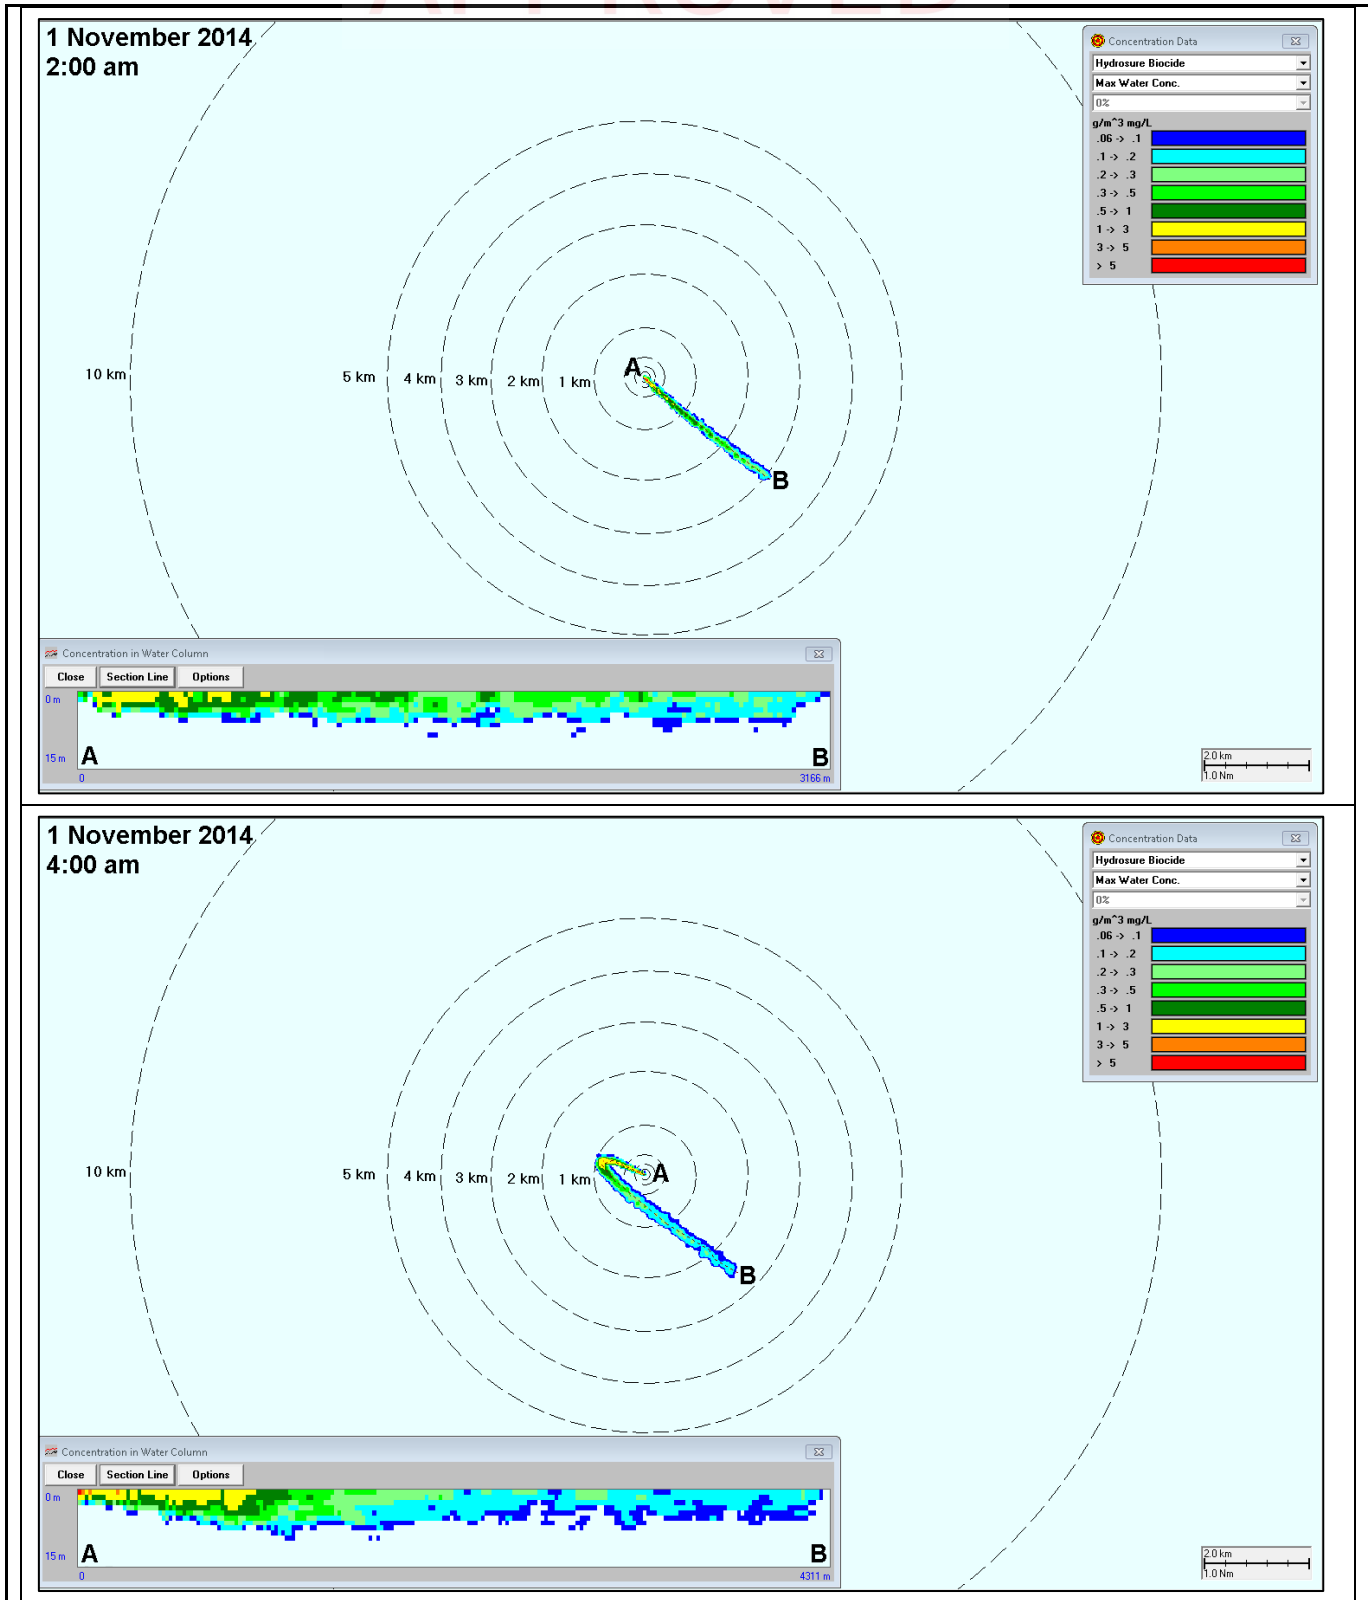 APPROVED
1 November 2014
2:00 am
Concentration Data
Hydrosure Biocide
Max Water Conc.
0%
g/m^3 mg/L
.06 -> .1
.1 -> .2
.2 -> .3
.3 -> .5
.5 -> 1
1 -> 3
3 -> 5
> 5
A
10 km
5 km
4 km
3 km
2 km
1 km
B
Concentration in Water Column
Close
Section Line
Options
0 m
15 m
A
B
0
3166 m
2.0 km
1.0 Nm
1 November 2014
4:00 am
Concentration Data
Hydrosure Biocide
Max Water Conc.
0%
g/m^3 mg/L
.06 -> .1
.1 -> .2
.2 -> .3
.3 -> .5
.5 -> 1
1 -> 3
3 -> 5
> 5
10 km
5 km
4 km
3 km
2 km
1 km
A
B
Concentration in Water Column
Close
Section Line
Options
0 m
15 m
A
B
0
4311 m
2.0 km
1.0 Nm